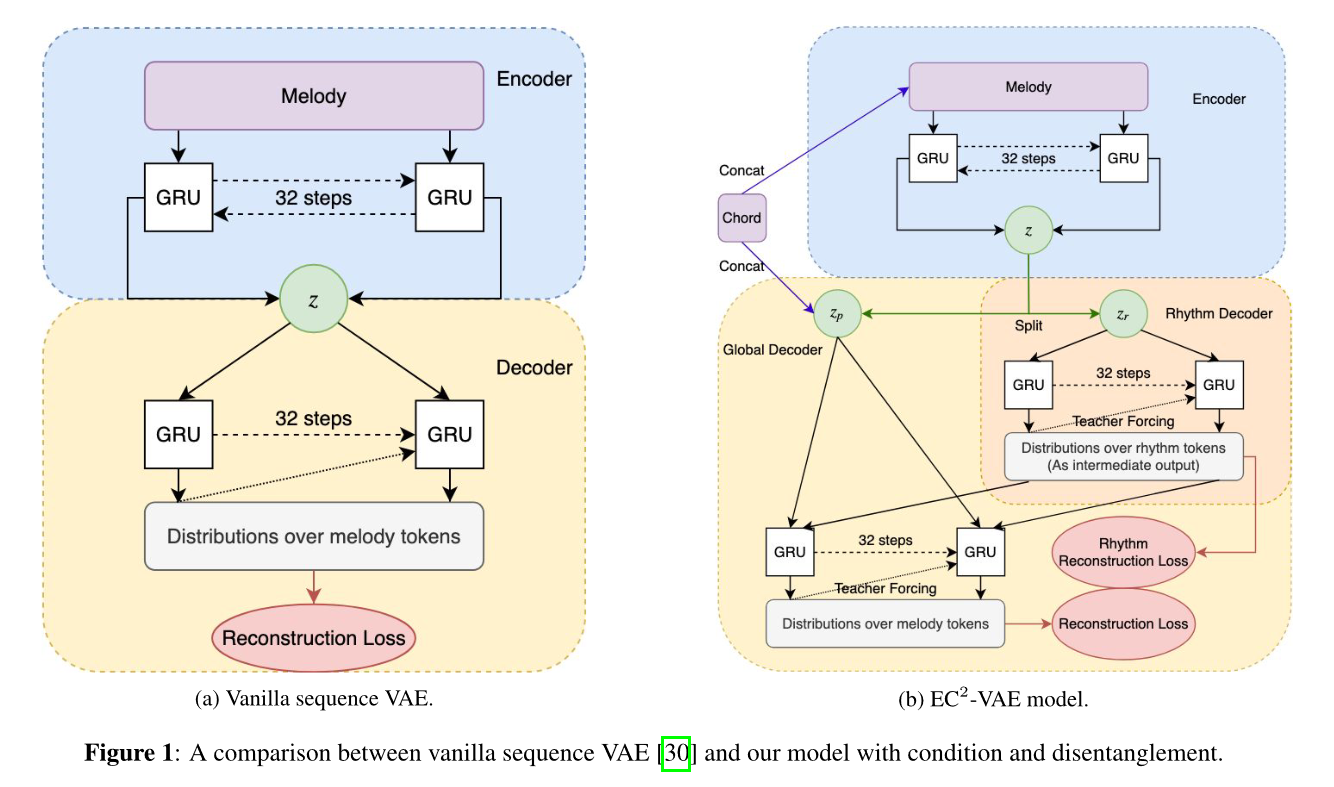 Encoder
Melody
GRU
GRU
32 steps
z
Decoder
GRU
32 steps
GRU
Distributions over melody tokens
Reconstruction Loss
(a) Vanilla sequence VAE.
Melody
Encoder
GRU
32 steps
GRU
Concat
Chord
Concat
z
Split
z_p
z_r
Rhythm Decoder
Global Decoder
GRU
32 steps
GRU
Teacher Forcing
Distributions over rhythm tokens
(As intermediate output)
GRU
32 steps
GRU
Teacher Forcing
Distributions over melody tokens
Rhythm
Reconstruction Loss
Reconstruction Loss
(b) EC²-VAE model.
Figure 1: A comparison between vanilla sequence VAE [30] and our model with condition and disentanglement.